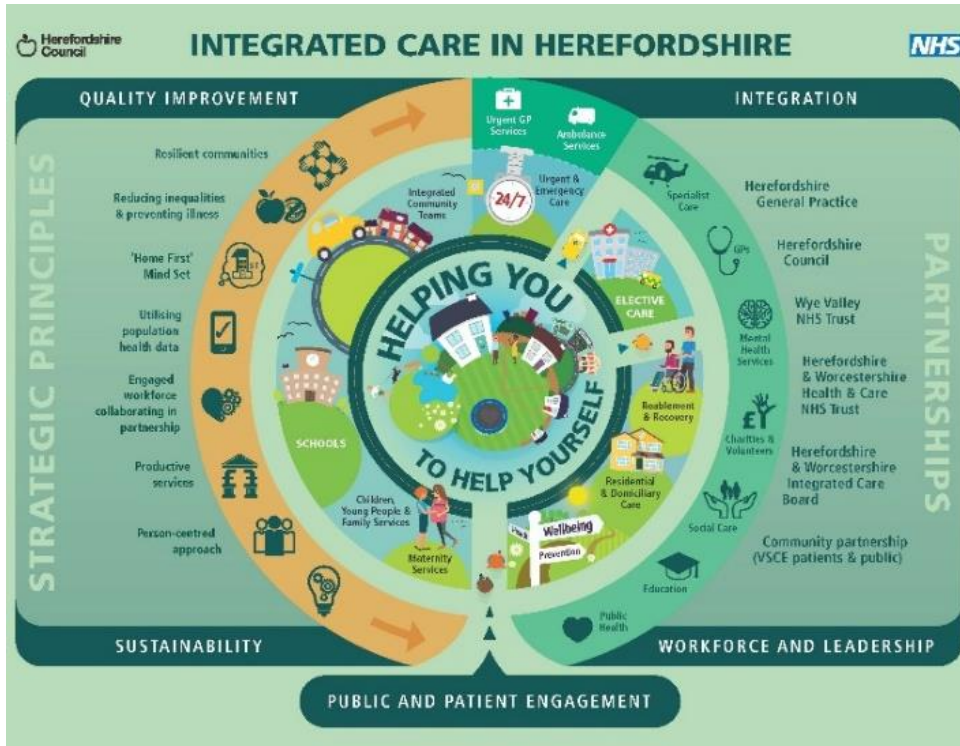 Herefordshire
Council
INTEGRATED CARE IN HEREFORDSHIRE
NHS
QUALITY IMPROVEMENT
INTEGRATION
STRATEGIC PRINCIPLES
Resilient communities
Reducing inequalities
& preventing illness
'Home First'
Mind Set
Utilising
population
health data
Engaged
workforce
collaborating in
partnership
Productive
services
Person-centred
approach
Urgent GP
Services
Ambulance
Services
Integrated
Community
Teams
24/7
Urgent &
Emergency
Care
Specialist
Care
GPs
Mental
Health
Services
£
Charities &
Volunteers
Social Care
Education
Public
Health
HELPING YOU
TO HELP YOURSELF
ELECTIVE
CARE
Reablement
& Recovery
Residential
& Domiciliary
Care
Wellbeing
Prevention
SCHOOLS
Children,
Young People &
Family Services
Maternity
Services
Herefordshire
General Practice
Herefordshire
Council
Wye Valley
NHS Trust
Herefordshire
& Worcestershire
Health & Care
NHS Trust
Herefordshire
& Worcestershire
Integrated Care
Board
Community partnership
(VSCE patients & public)
PARTNERSHIPS
SUSTAINABILITY
WORKFORCE AND LEADERSHIP
PUBLIC AND PATIENT ENGAGEMENT